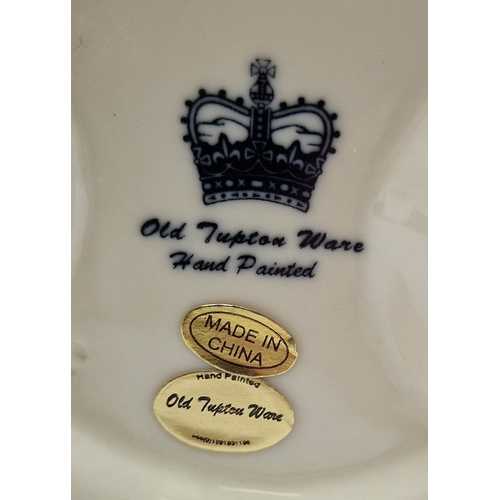 Old Tupton Ware
Hand Painted
MADE IN
CHINA
Hand Painted
Old Tupton Ware